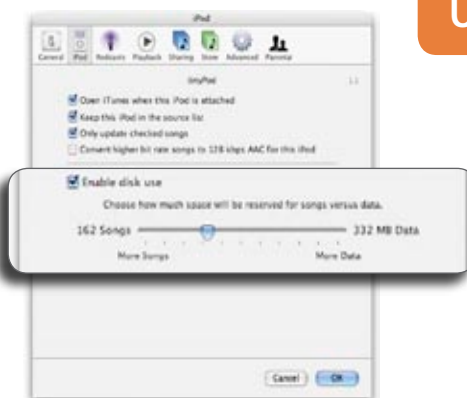 iPod
General iPod Podcasts Playback Sharing Store Advanced Parental
tinyPod
Open iTunes when this iPod is attached
Keep this iPod in the source list
Only update checked songs
Convert higher bit rate songs to 128 kbps AAC for this iPod
Enable disk use
Choose how much space will be reserved for songs versus data.
162 Songs 332 MB Data
More Songs More Data
Cancel OK